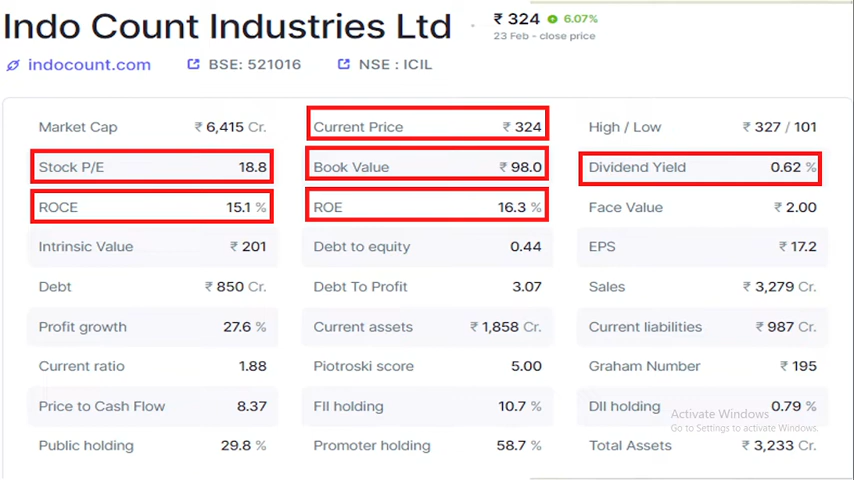 Indo Count Industries Ltd
₹ 324 6.07%
23 Feb - close price
indocount.com BSE: 521016 NSE : ICIL
Market Cap ₹ 6,415 Cr. Current Price ₹ 324 High / Low ₹ 327 / 101
Stock P/E 18.8 Book Value ₹ 98.0 Dividend Yield 0.62 %
ROCE 15.1 % ROE 16.3 % Face Value ₹ 2.00
Intrinsic Value ₹ 201 Debt to equity 0.44 EPS ₹ 17.2
Debt ₹ 850 Cr. Debt To Profit 3.07 Sales ₹ 3,279 Cr.
Profit growth 27.6 % Current assets ₹ 1,858 Cr. Current liabilities ₹ 987 Cr.
Current ratio 1.88 Piotroski score 5.00 Graham Number ₹ 195
Price to Cash Flow 8.37 FII holding 10.7 % DII holding 0.79 %
Activate Windows
Go to Settings to activate Windows.
Public holding 29.8 % Promoter holding 58.7 % Total Assets ₹ 3,233 Cr.